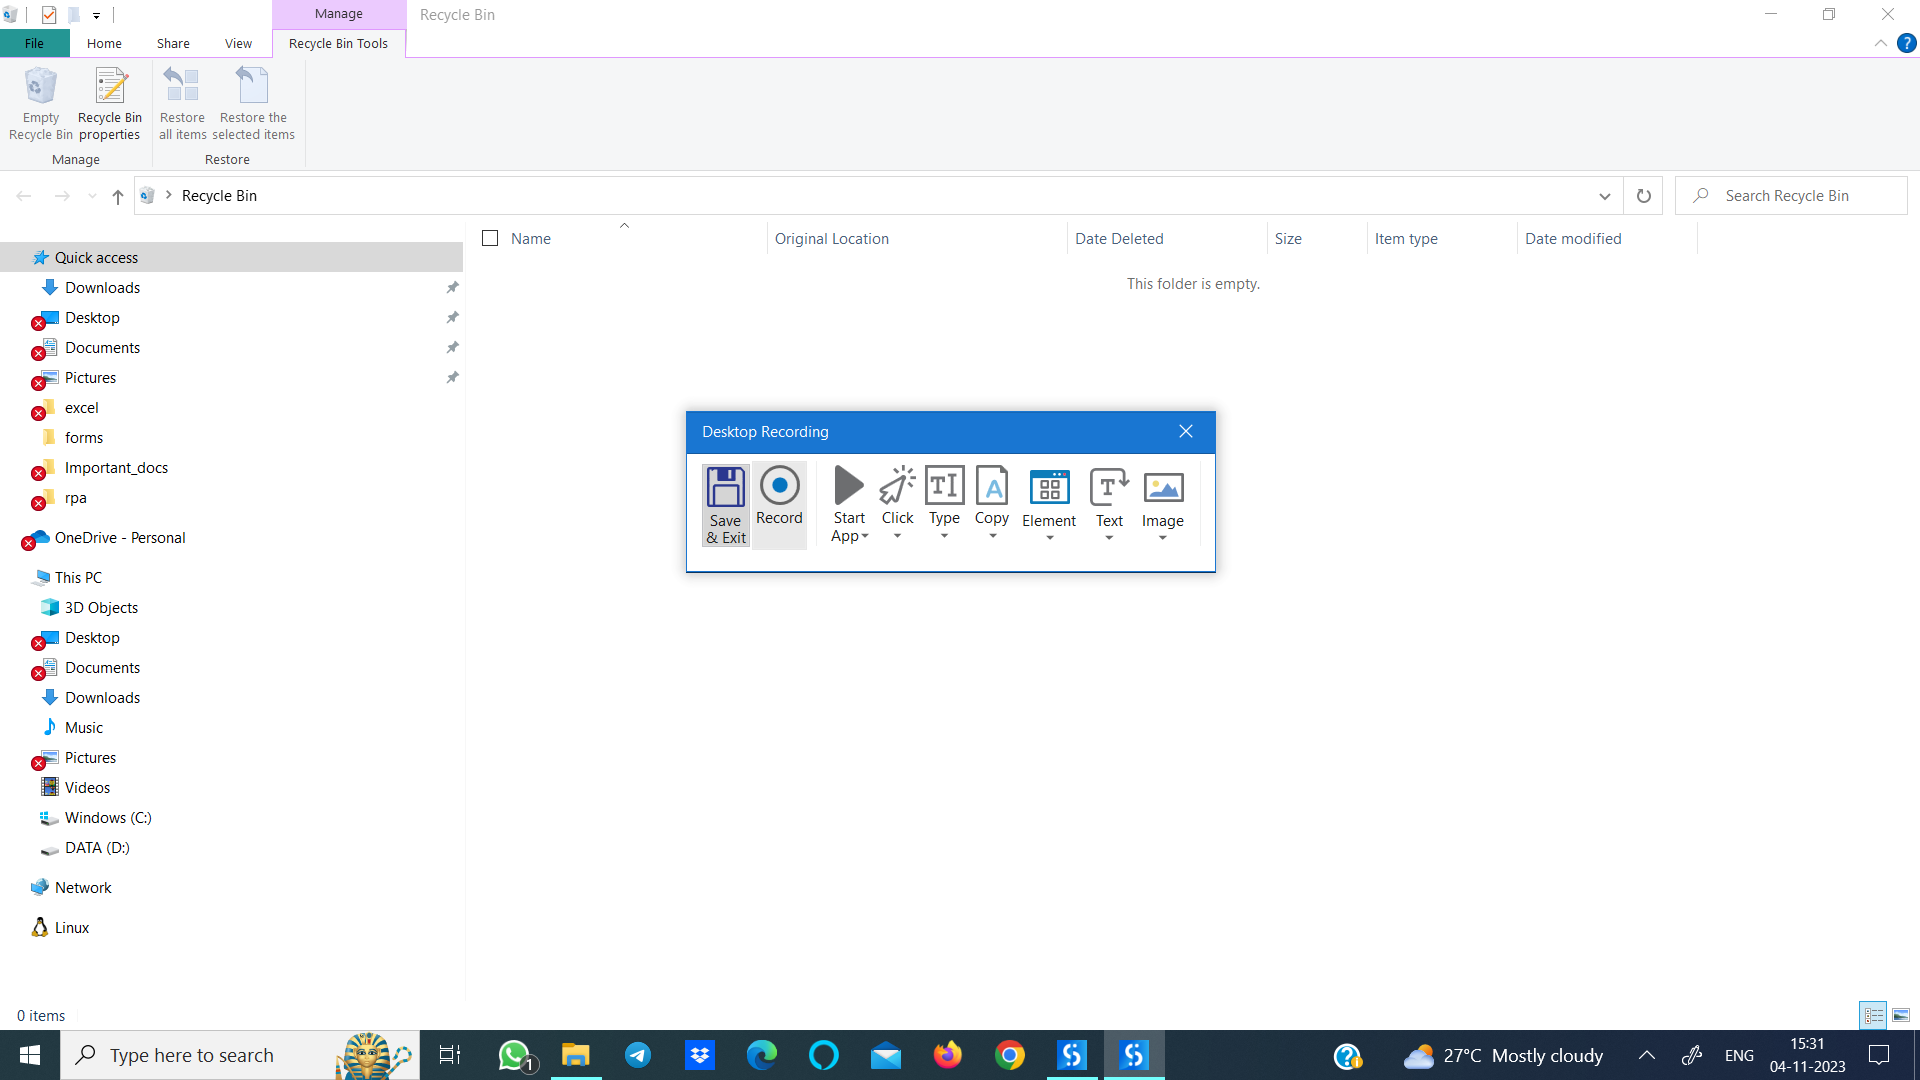 Manage
Recycle Bin
File
Home
Share
View
Recycle Bin Tools
?
Empty
Recycle Bin
Recycle Bin
properties
Restore
all items
Restore the
selected items
Manage
Restore
Recycle Bin
Search Recycle Bin
Name
Original Location
Date Deleted
Size
Item type
Date modified
This folder is empty.
Quick access
Downloads
Desktop
Documents
Pictures
excel
forms
Important_docs
rpa
OneDrive - Personal
This PC
3D Objects
Desktop
Documents
Downloads
Music
Pictures
Videos
Windows (C:)
DATA (D:)
Network
Linux
Desktop Recording
Save
& Exit
Record
Start
App
Click
Type
Copy
Element
Text
Image
0 items
Type here to search
1
27°C Mostly cloudy
ENG
15:31
04-11-2023